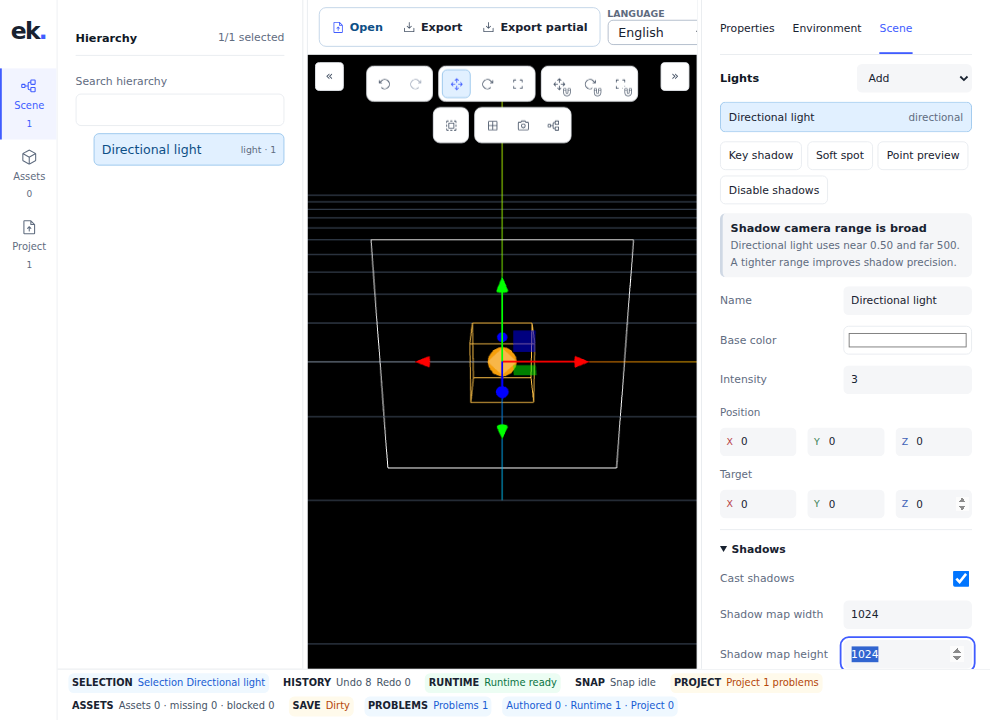 ek.
Scene
1
Assets
0
Project
1
Hierarchy
1/1 selected
Search hierarchy
Directional light
light · 1
Open
Export
Export partial
LANGUAGE
English
«
»
Properties
Environment
Scene
Lights
Add
Directional light
directional
Key shadow
Soft spot
Point preview
Disable shadows
Shadow camera range is broad
Directional light uses near 0.50 and far 500.
A tighter range improves shadow precision.
Name
Directional light
Base color
Intensity
3
Position
X 0
Y 0
Z 0
Target
X 0
Y 0
Z 0
Shadows
Cast shadows
Shadow map width
1024
Shadow map height
1024
SELECTION Selection Directional light
HISTORY Undo 8 Redo 0
RUNTIME Runtime ready
SNAP Snap idle
PROJECT Project 1 problems
ASSETS Assets 0 · missing 0 · blocked 0
SAVE Dirty
PROBLEMS Problems 1
Authored 0 · Runtime 1 · Project 0